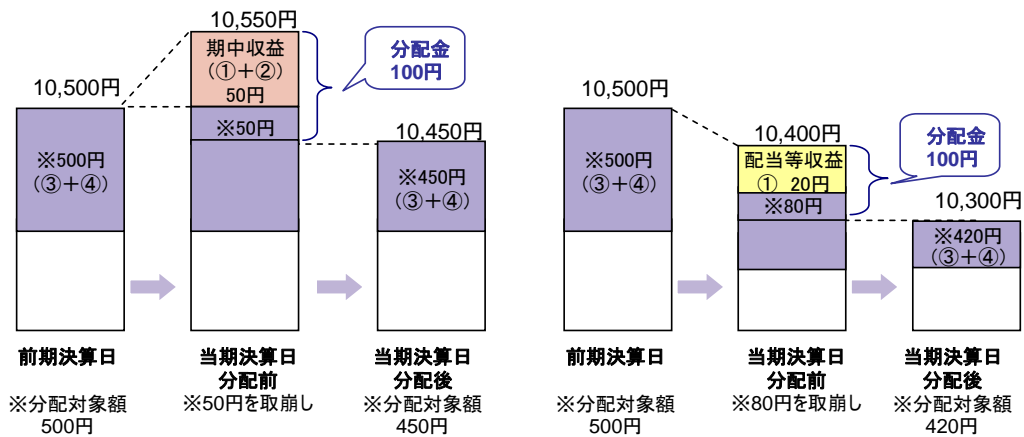 10,550円
期中収益
(①+②)
50円
分配金
100円
10,500円
※50円
10,450円
※500円
(③+④)
※450円
(③+④)
前期決算日
当期決算日
分配前
当期決算日
分配後
※分配対象額
500円
※50円を取崩し
※分配対象額
450円
10,500円
10,400円
分配金
100円
※500円
(③+④)
配当等収益
① 20円
※80円
10,300円
※420円
(③+④)
前期決算日
当期決算日
分配前
当期決算日
分配後
※分配対象額
500円
※80円を取崩し
※分配対象額
420円